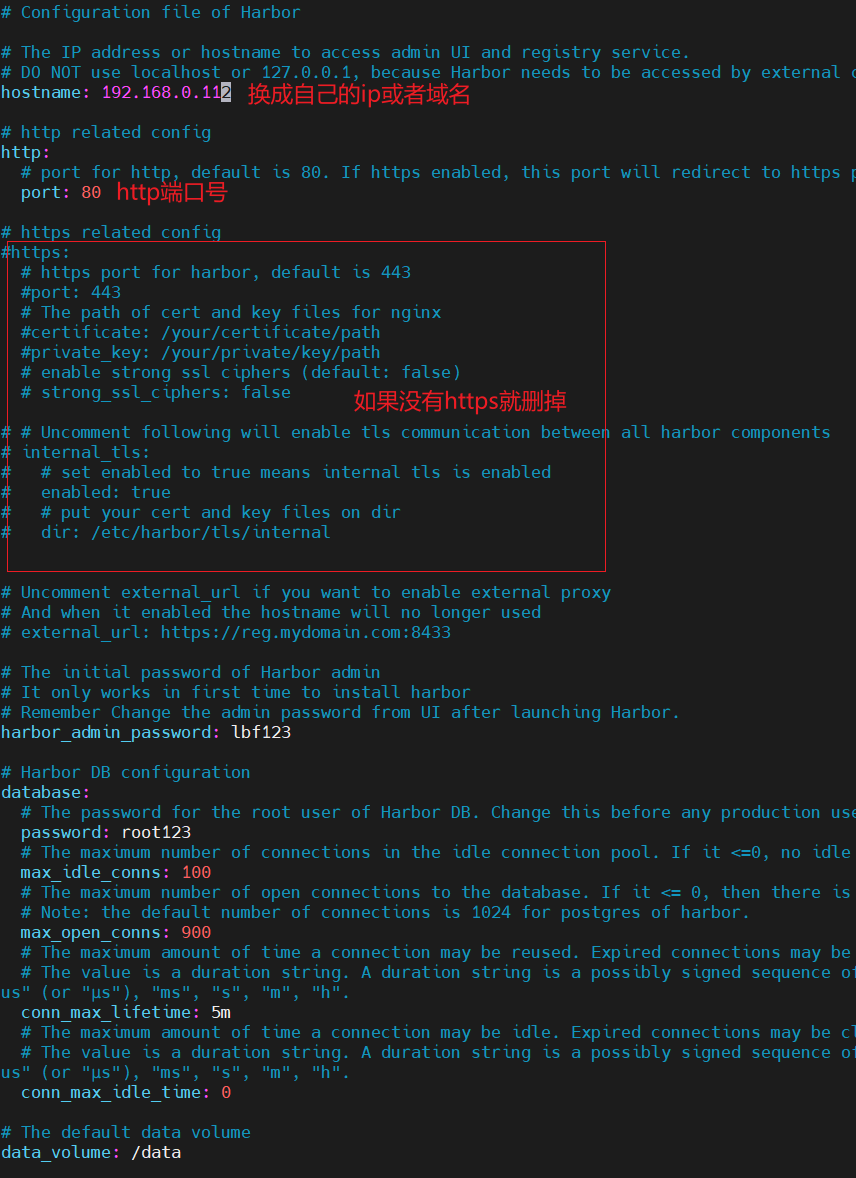 # Configuration file of Harbor
# The IP address or hostname to access admin UI and registry service.
# DO NOT use localhost or 127.0.0.1, because Harbor needs to be accessed by external c
hostname: 192.168.0.112 换成自己的ip或者域名
# http related config
http:
# port for http, default is 80. If https enabled, this port will redirect to https p
port: 80 http端口号
# https related config
#https:
# https port for harbor, default is 443
#port: 443
# The path of cert and key files for nginx
#certificate: /your/certificate/path
#private_key: /your/private/key/path
# enable strong ssl ciphers (default: false)
# strong_ssl_ciphers: false
如果没有https就删掉
# # Uncomment following will enable tls communication between all harbor components
# internal_tls:
#   # set enabled to true means internal tls is enabled
#   enabled: true
#   # put your cert and key files on dir
#   dir: /etc/harbor/tls/internal
# Uncomment external_url if you want to enable external proxy
# And when it enabled the hostname will no longer used
# external_url: https://reg.mydomain.com:8433
# The initial password of Harbor admin
# It only works in first time to install harbor
# Remember Change the admin password from UI after launching Harbor.
harbor_admin_password: lbf123
# Harbor DB configuration
database:
# The password for the root user of Harbor DB. Change this before any production use
password: root123
# The maximum number of connections in the idle connection pool. If it <=0, no idle
max_idle_conns: 100
# The maximum number of open connections to the database. If it <= 0, then there is
# Note: the default number of connections is 1024 for postgres of harbor.
max_open_conns: 900
# The maximum amount of time a connection may be reused. Expired connections may be
# The value is a duration string. A duration string is a possibly signed sequence of
us" (or "µs"), "ms", "s", "m", "h".
conn_max_lifetime: 5m
# The maximum amount of time a connection may be idle. Expired connections may be cl
# The value is a duration string. A duration string is a possibly signed sequence of
us" (or "µs"), "ms", "s", "m", "h".
conn_max_idle_time: 0
# The default data volume
data_volume: /data